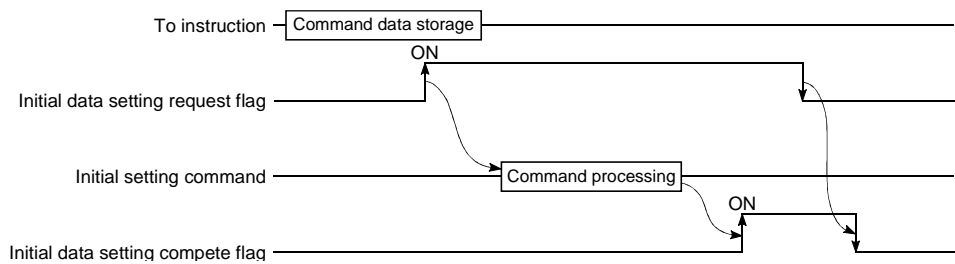 To instruction
Command data storage
ON
Initial data setting request flag
Initial setting command
Command processing
ON
Initial data setting compete flag